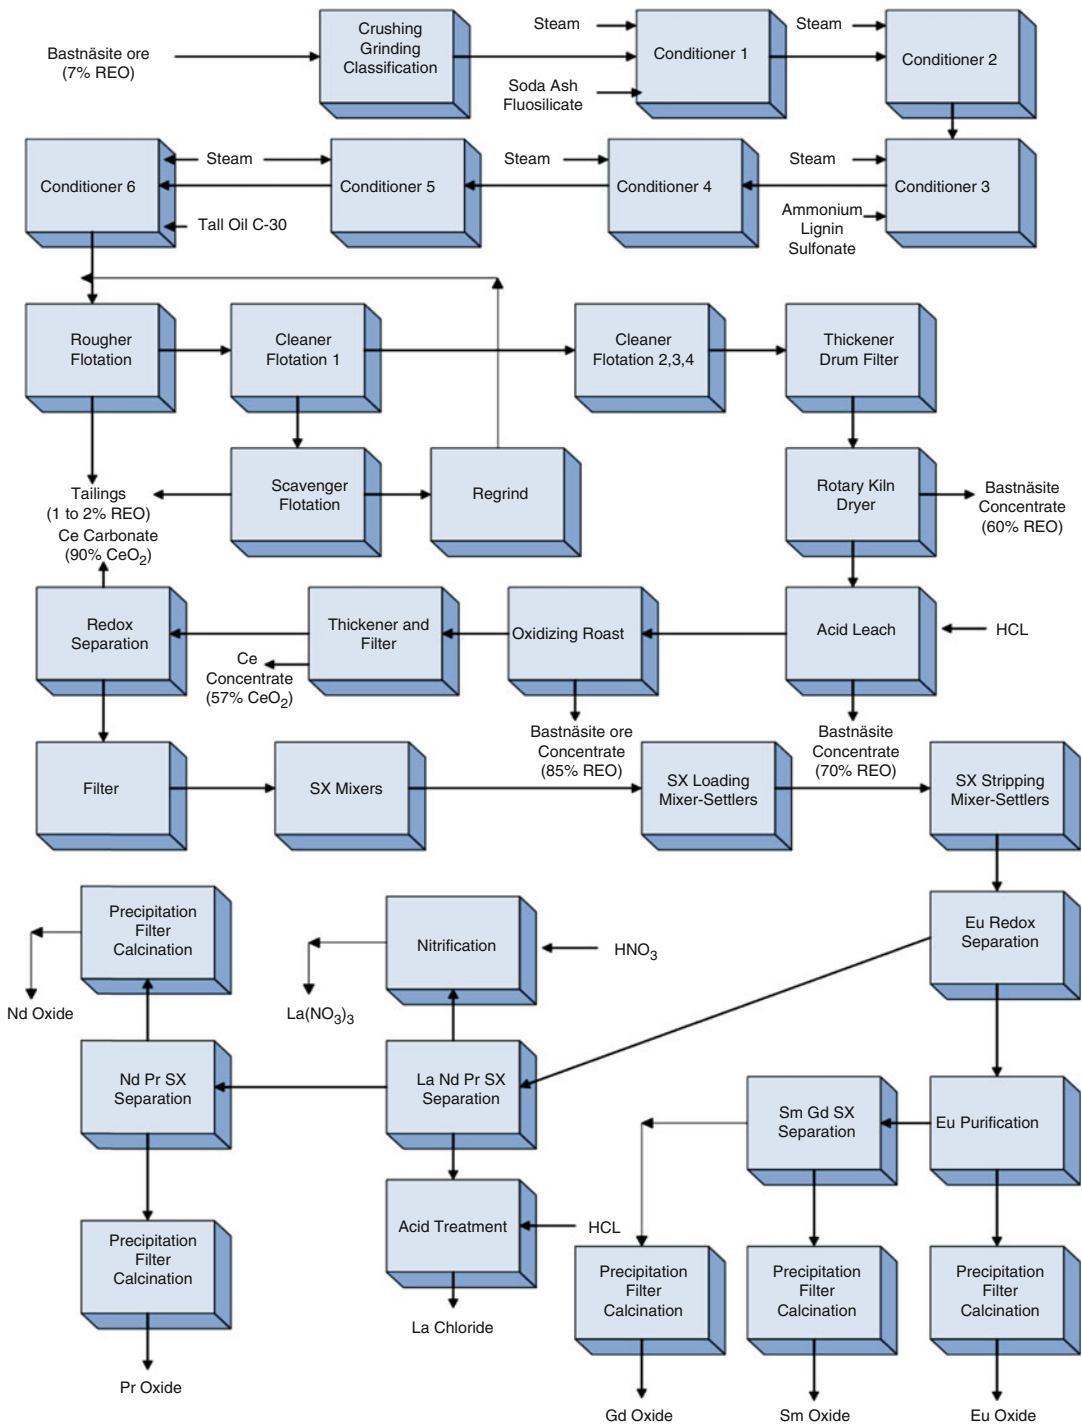 Bastnäsite ore
(7% REO)
Crushing
Grinding
Classification
Steam
Conditioner 1
Soda Ash
Fluosilicate
Steam
Conditioner 2
Conditioner 6
Steam
Tall Oil C-30
Conditioner 5
Steam
Conditioner 4
Steam
Conditioner 3
Ammonium
Lignin
Sulfonate
Rougher
Flotation
Cleaner
Flotation 1
Cleaner
Flotation 2,3,4
Thickener
Drum Filter
Tailings
(1 to 2% REO)
Scavenger
Flotation
Regrind
Rotary Kiln
Dryer
Bastnäsite
Concentrate
(60% REO)
Ce Carbonate
(90% CeO₂)
Redox
Separation
Thickener and
Filter
Ce
Concentrate
(57% CeO₂)
Oxidizing Roast
Acid Leach
HCL
Bastnäsite ore
Concentrate
(85% REO)
Bastnäsite
Concentrate
(70% REO)
Filter
SX Mixers
SX Loading
Mixer-Settlers
SX Stripping
Mixer-Settlers
Precipitation
Filter
Calcination
Nd Oxide
Nitrification
HNO₃
La(NO₃)₃
Eu Redox
Separation
Nd Pr SX
Separation
La Nd Pr SX
Separation
Sm Gd SX
Separation
Eu Purification
Precipitation
Filter
Calcination
Pr Oxide
Acid Treatment
HCL
La Chloride
Precipitation
Filter
Calcination
Gd Oxide
Precipitation
Filter
Calcination
Sm Oxide
Precipitation
Filter
Calcination
Eu Oxide